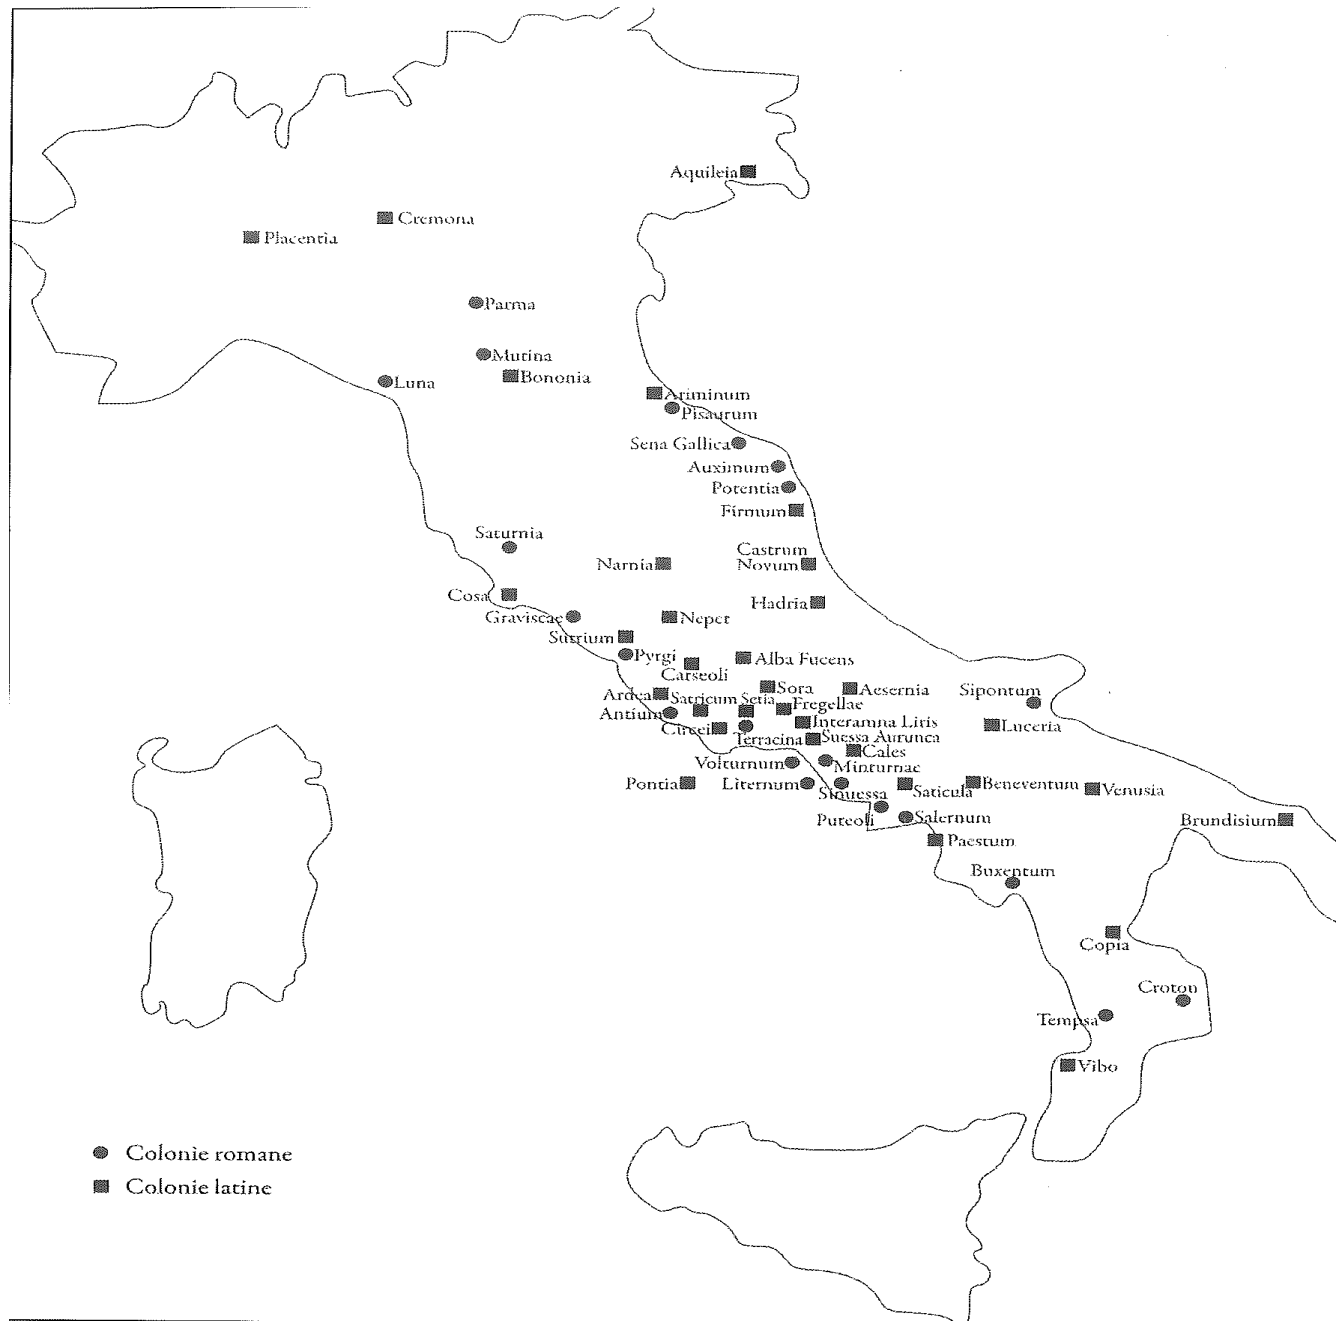 Aquileia
Cremona
Placentia
Parma
Mutina
Bononia
Luna
Ariminum
Pisaurum
Sena Gallica
Auximum
Potentia
Firmum
Saturnia
Castrum
Novum
Narnia
Cosa
Hadria
Graviscae
Nepet
Sutrium
Pyrgi
Alba Fucens
Carseoli
Sora
Aesernia
Sipontum
Ardea
Satricum
Setia
Fregellae
Antium
Interamna Liris
Luceria
Circei
Terracina
Suessa Aurunca
Cales
Volturnum
Minturnae
Pontia
Liternum
Sinuessa
Saticula
Beneventum
Venusia
Puteoli
Salernum
Brundisium
Paestum
Buxentum
Copia
Croton
Tempsa
Vibo
Colonie romane
Colonie latine